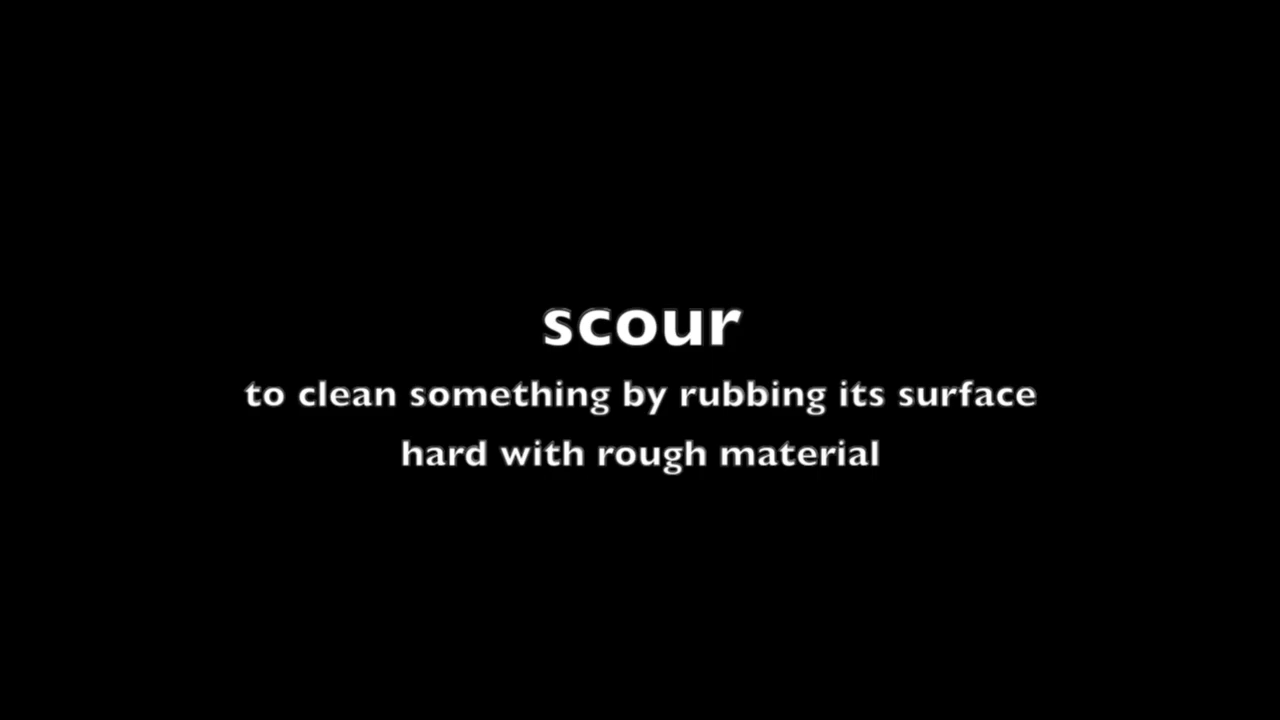 scour
to clean something by rubbing its surface
hard with rough material